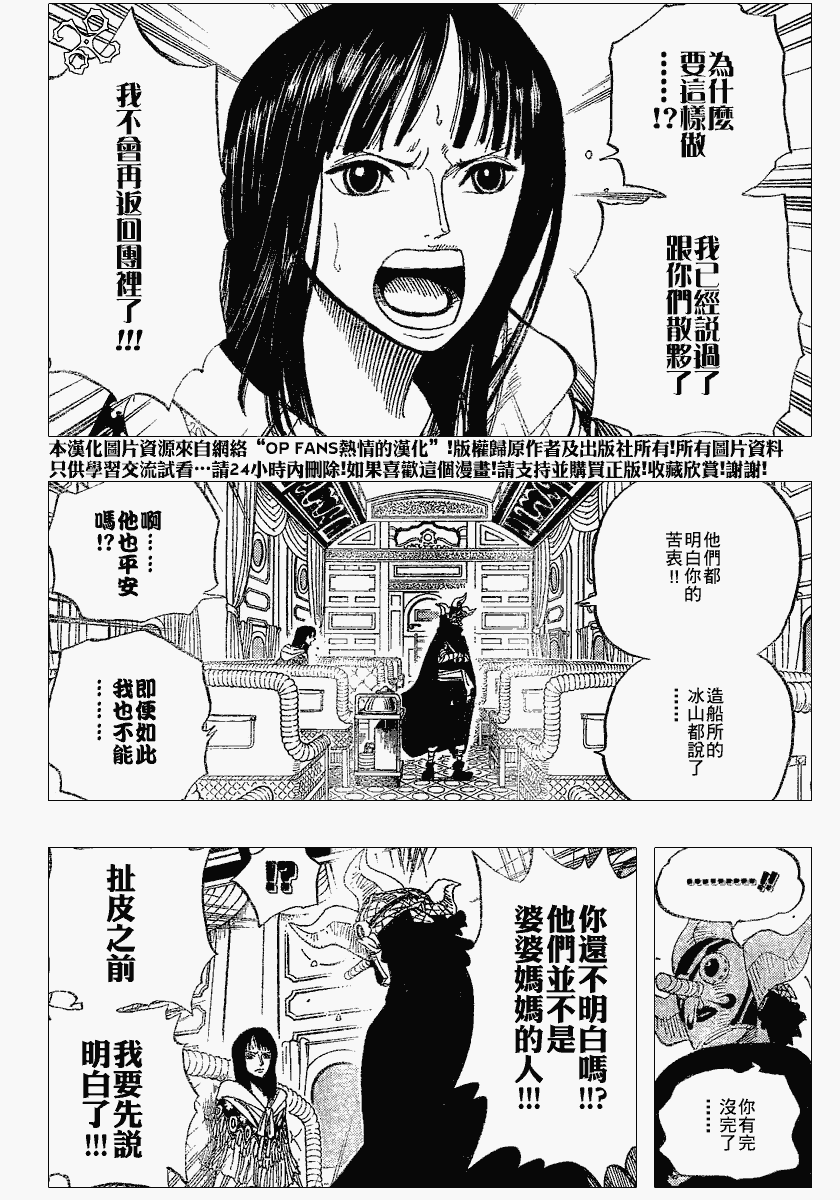 為什麼
要這樣做
……!?
我已經説過了
跟你們散夥了
我不會再返回團裡了!!!
本漢化圖片資源來自網絡“OP FANS熱情的漢化”!版權歸原作者及出版社所有!所有圖片資料
只供學習交流試看…請24小時內刪除!如果喜歡這個漫畫!請支持並購買正版!收藏欣賞!謝謝!
他們都
明白你的
苦衷!!
造船所的
冰山都說了
……
啊……
他也平安
嗎!?
即便如此
我也不能
………
………!!
你有完
沒完了
……
你還不明白嗎!!?
他們並不是
婆婆媽媽的人!!!
!?
扯皮之前
我要先説
明白了!!!